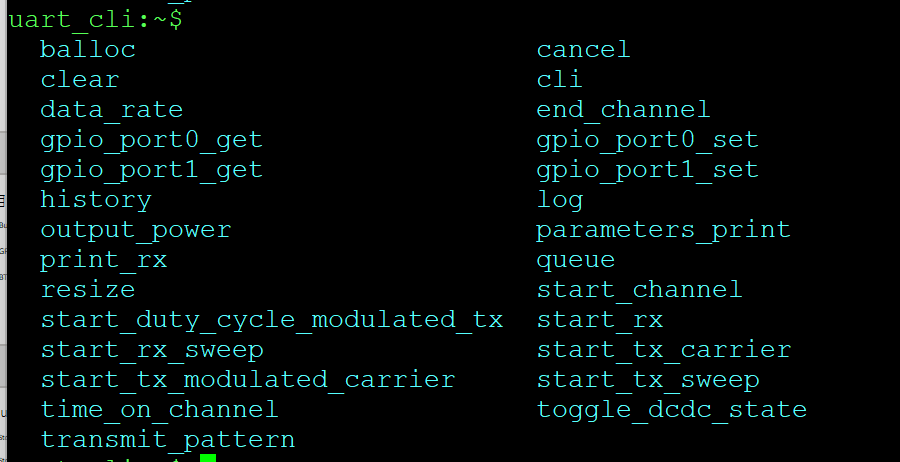 uart_cli:~$
balloc cancel
clear cli
data_rate end_channel
gpio_port0_get gpio_port0_set
gpio_port1_get gpio_port1_set
history log
output_power parameters_print
print_rx queue
resize start_channel
start_duty_cycle_modulated_tx start_rx
start_rx_sweep start_tx_carrier
start_tx_modulated_carrier start_tx_sweep
time_on_channel toggle_dcdc_state
transmit_pattern